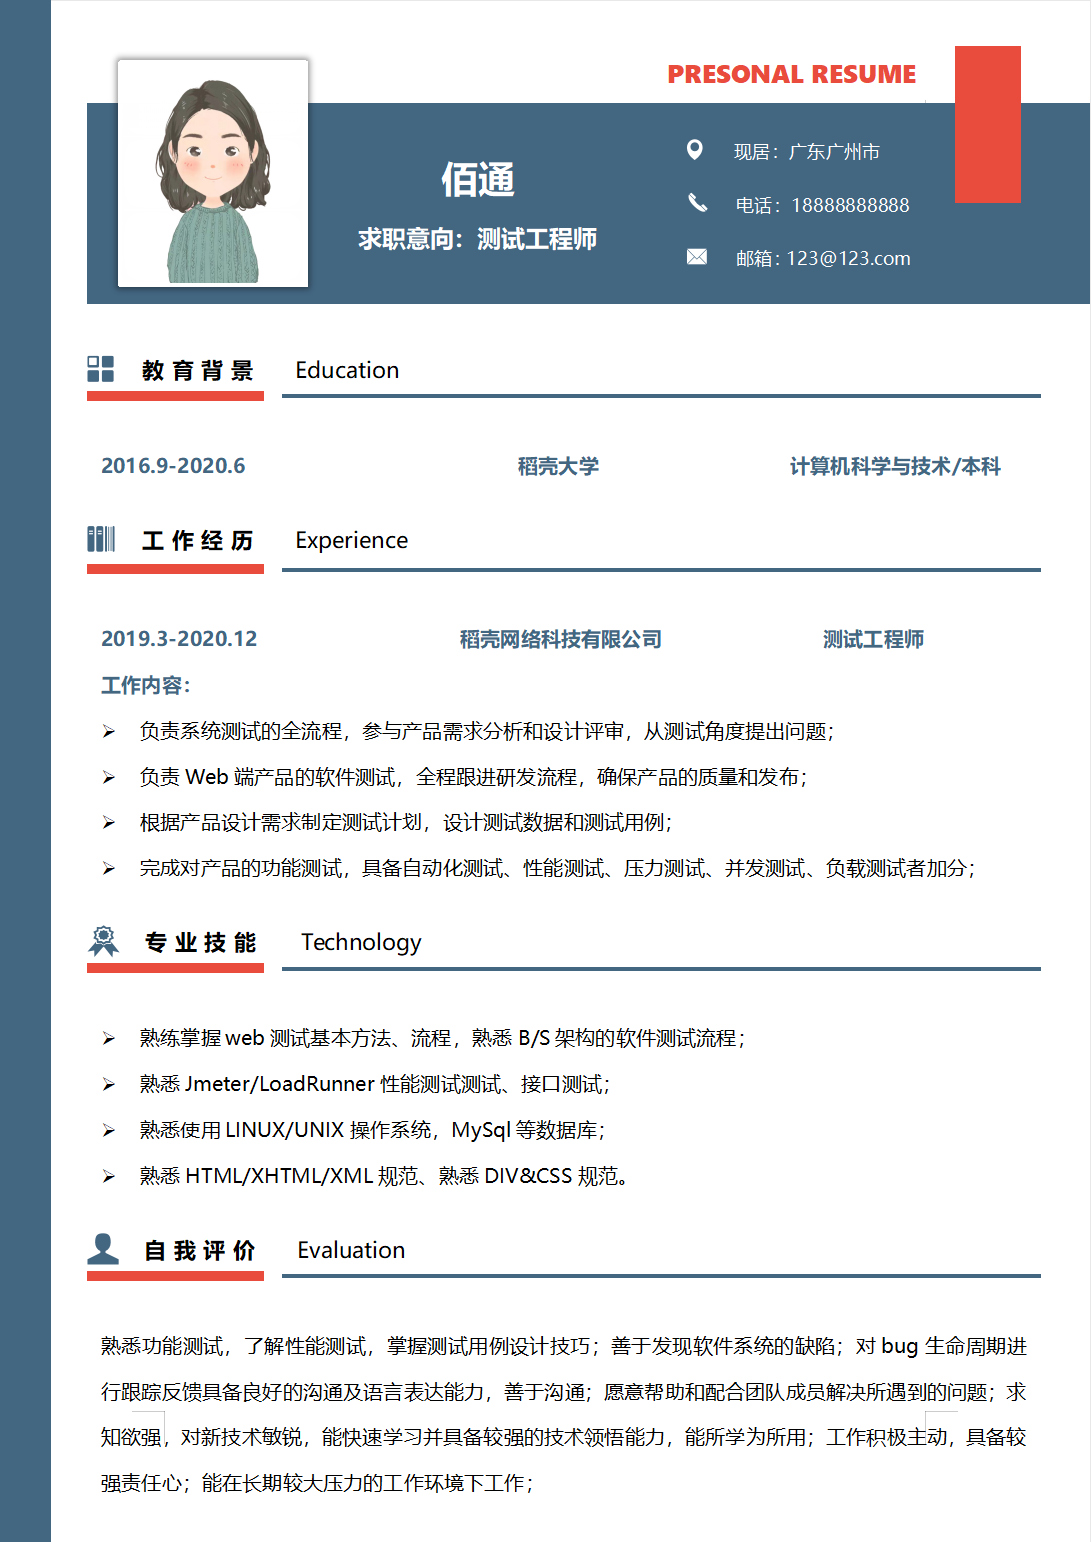 PRESONAL RESUME
佰通
求职意向：测试工程师
现居：广东广州市
电话：18888888888
邮箱：123@123.com
教育背景 Education
2016.9-2020.6 稻壳大学 计算机科学与技术/本科
工作经历 Experience
2019.3-2020.12 稻壳网络科技有限公司 测试工程师
工作内容：
➢ 负责系统测试的全流程，参与产品需求分析和设计评审，从测试角度提出问题；
➢ 负责 Web 端产品的软件测试，全程跟进研发流程，确保产品的质量和发布；
➢ 根据产品设计需求制定测试计划，设计测试数据和测试用例；
➢ 完成对产品的功能测试，具备自动化测试、性能测试、压力测试、并发测试、负载测试者加分；
专业技能 Technology
➢ 熟练掌握 web 测试基本方法、流程，熟悉 B/S 架构的软件测试流程；
➢ 熟悉 Jmeter/LoadRunner 性能测试测试、接口测试；
➢ 熟悉使用 LINUX/UNIX 操作系统，MySql 等数据库；
➢ 熟悉 HTML/XHTML/XML 规范、熟悉 DIV&CSS 规范。
自我评价 Evaluation
熟悉功能测试，了解性能测试，掌握测试用例设计技巧；善于发现软件系统的缺陷；对 bug 生命周期进
行跟踪反馈具备良好的沟通及语言表达能力，善于沟通；愿意帮助和配合团队成员解决所遇到的问题；求
知欲强，对新技术敏锐，能快速学习并具备较强的技术领悟能力，能所学为所用；工作积极主动，具备较
强责任心；能在长期较大压力的工作环境下工作；